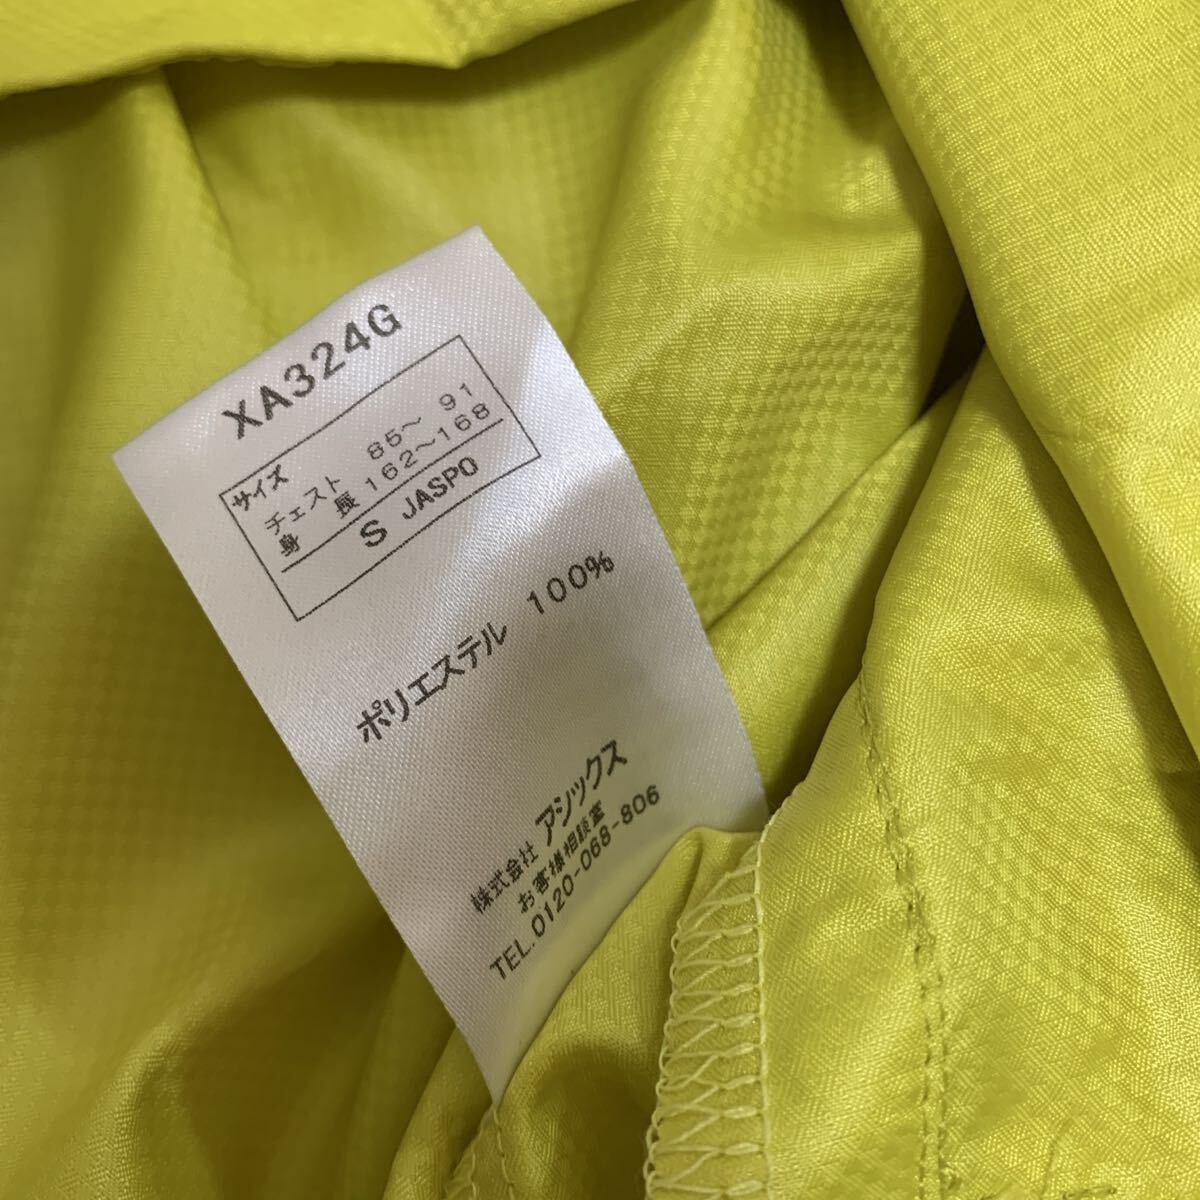 XA324G
サイズ
チェスト 85～ 91
身 長 162～168
S JASPO
ポリエステル 100%
株式会社 アシックス
お客様相談室
TEL.0120-068-806